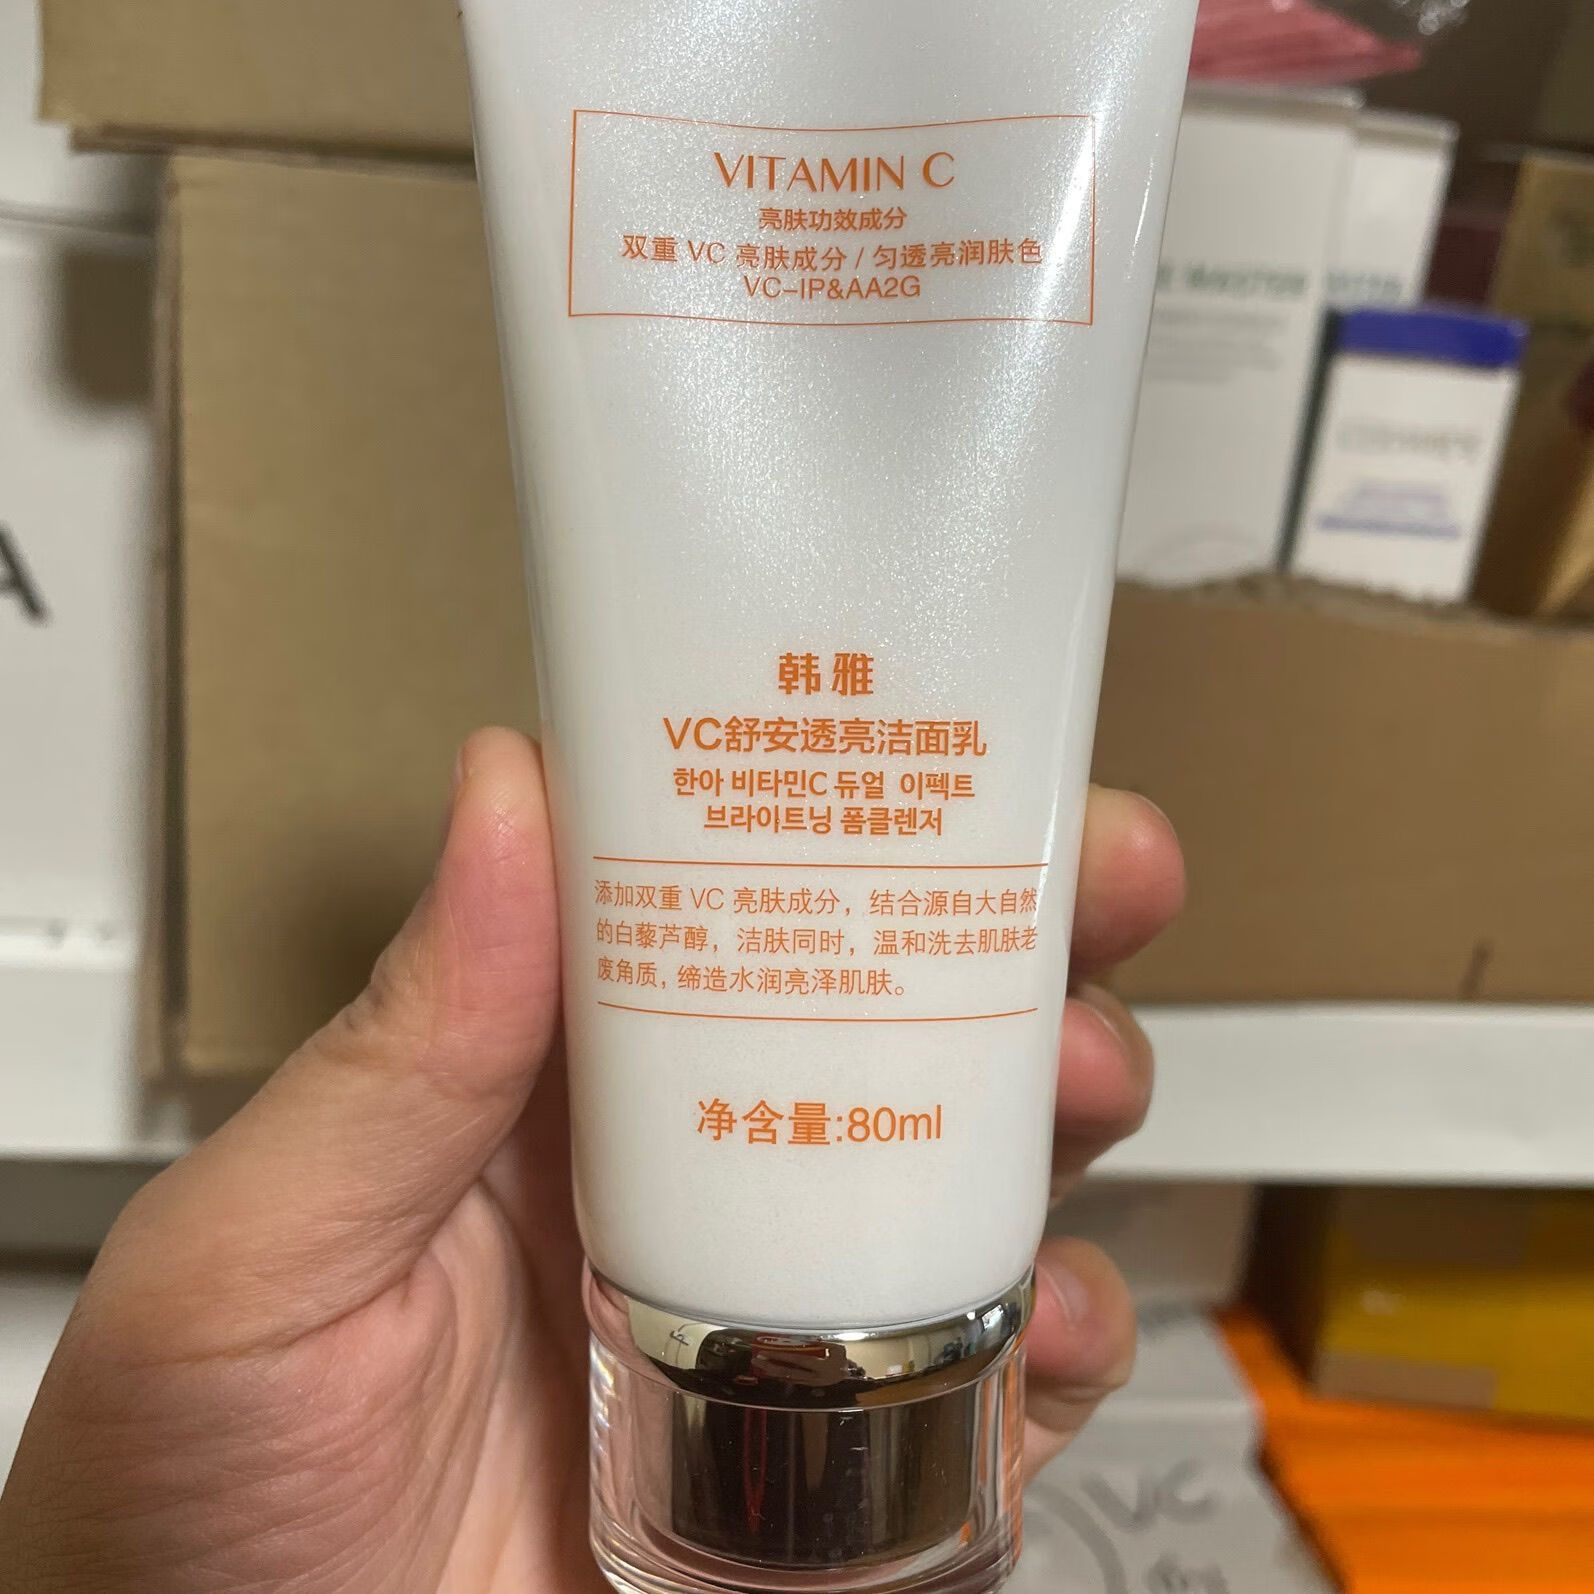 VITAMIN C
亮肤功效成分
双重 VC 亮肤成分 / 匀透亮润肤色
VC-IP&AA2G
韩雅
VC舒安透亮洁面乳
한아 비타민C 듀얼 이펙트
브라이트닝 폼클렌저
添加双重 VC 亮肤成分，结合源自大自然
的白藜芦醇，洁肤同时，温和洗去肌肤老
废角质，缔造水润亮泽肌肤。
净含量:80ml
A
VC